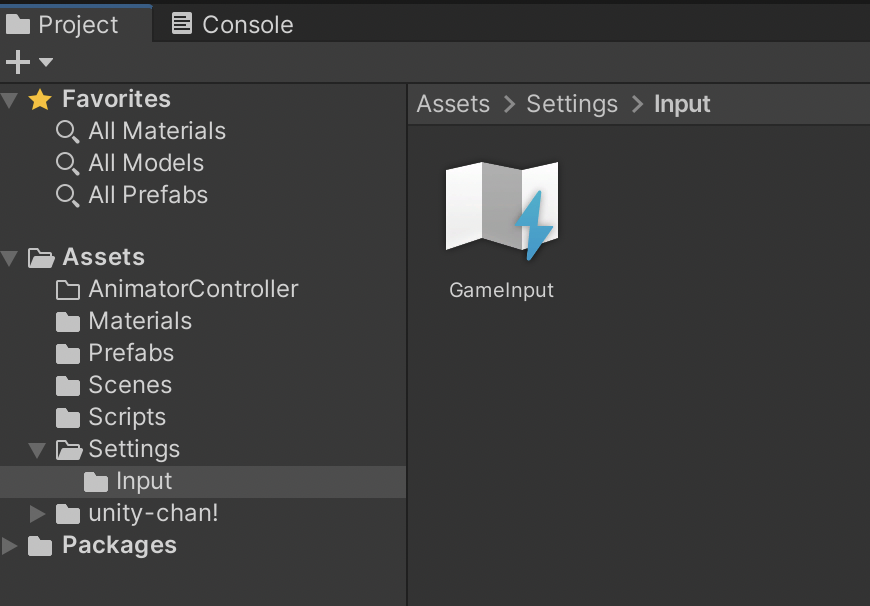 Project Console
Favorites
All Materials
All Models
All Prefabs
Assets
AnimatorController
Materials
Prefabs
Scenes
Scripts
Settings
Input
unity-chan!
Packages
Assets > Settings > Input
GameInput